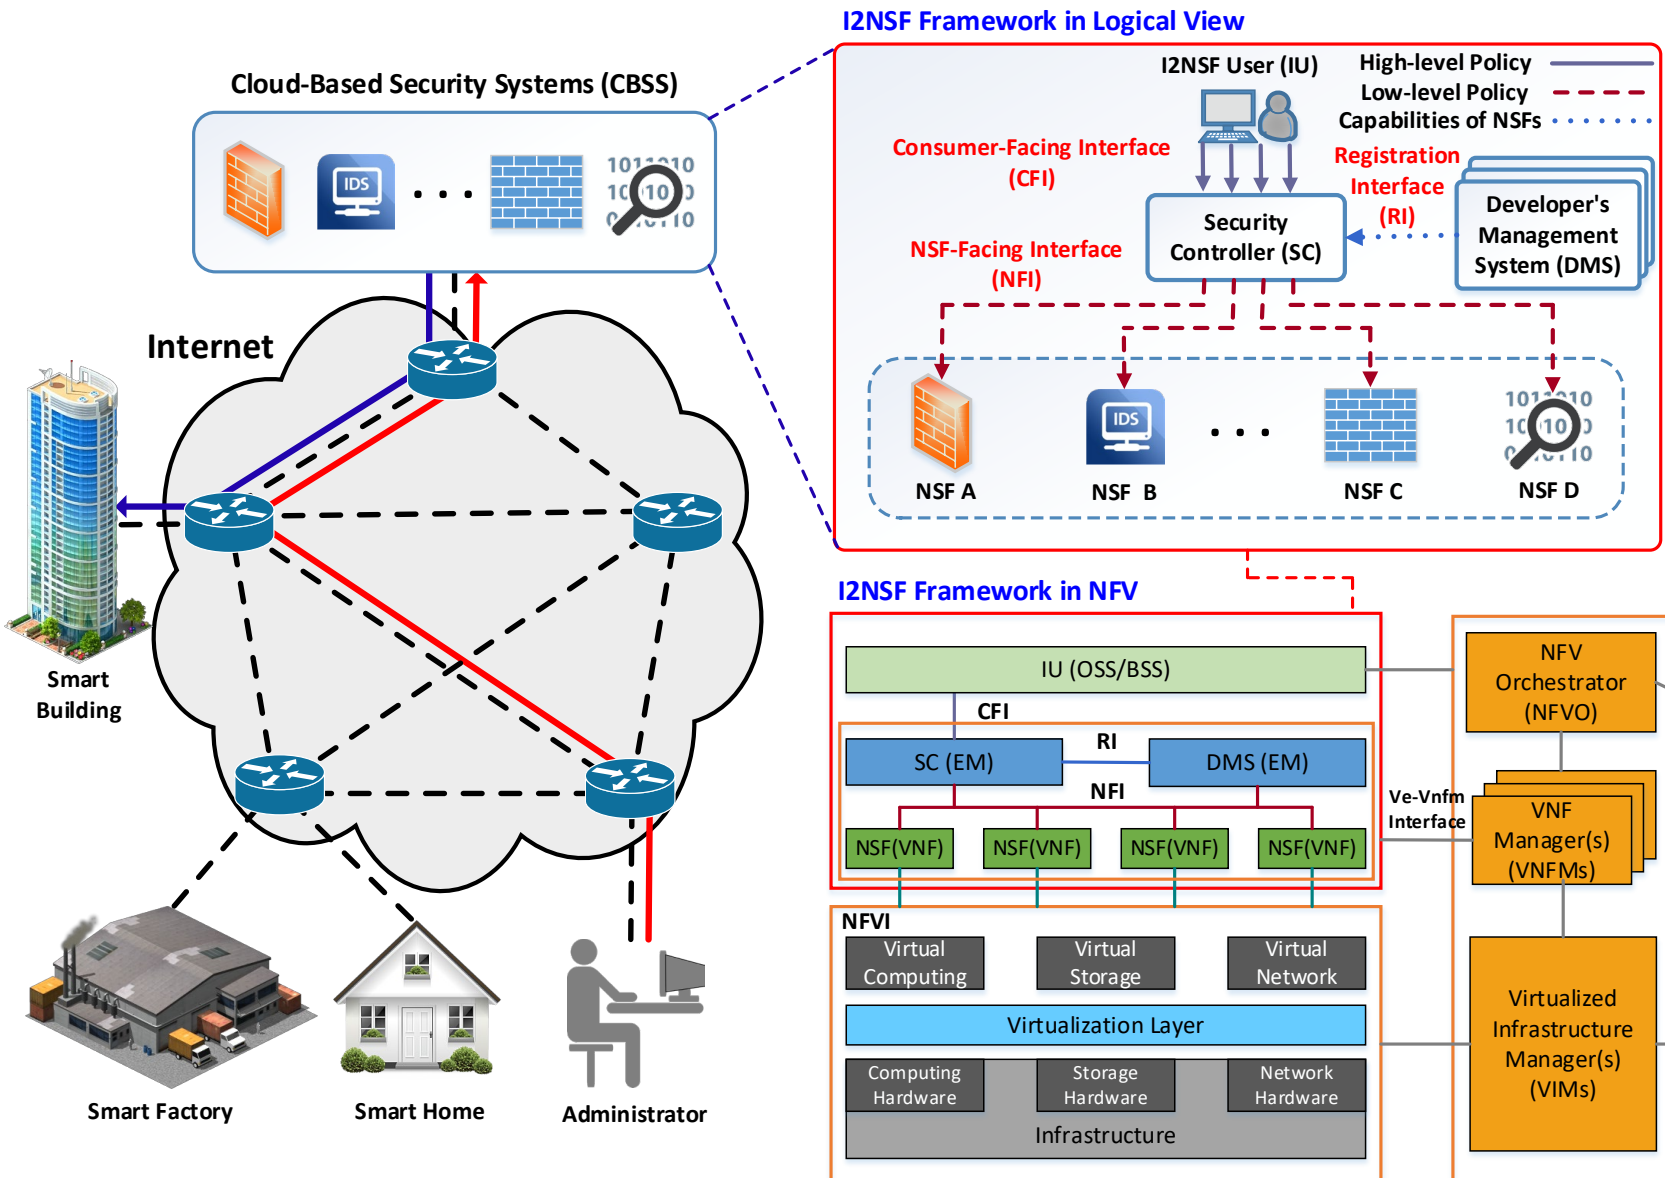 I2NSF Framework in Logical View
Cloud-Based Security Systems (CBSS)
IDS
1011010
Internet
Smart
Building
Smart Factory
Smart Home
Administrator
I2NSF User (IU)
High-level Policy
Low-level Policy
Capabilities of NSFs
Consumer-Facing Interface
(CFI)
Registration
Interface
(RI)
Security
Controller (SC)
Developer's
Management
System (DMS)
NSF-Facing Interface
(NFI)
IDS
NSF A
NSF B
NSF C
NSF D
I2NSF Framework in NFV
IU (OSS/BSS)
CFI
SC (EM)
RI
DMS (EM)
NFI
NSF(VNF)
NSF(VNF)
NSF(VNF)
NSF(VNF)
NFVI
Virtual
Computing
Virtual
Storage
Virtual
Network
Virtualization Layer
Computing
Hardware
Storage
Hardware
Network
Hardware
Infrastructure
NFV
Orchestrator
(NFVO)
Ve-Vnfm
Interface
VNF
Manager(s)
(VNFMs)
Virtualized
Infrastructure
Manager(s)
(VIMs)